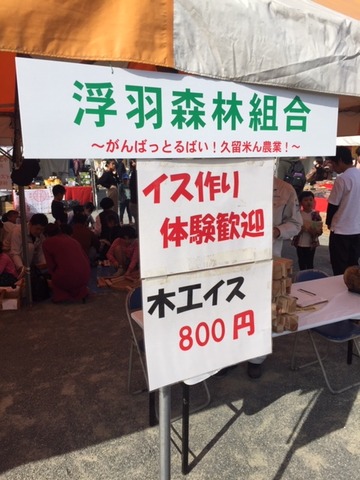 浮羽森林組合
〜がんばっとるばい！久留米ん農業！〜
イス作り
体験歓迎
木工イス
800円